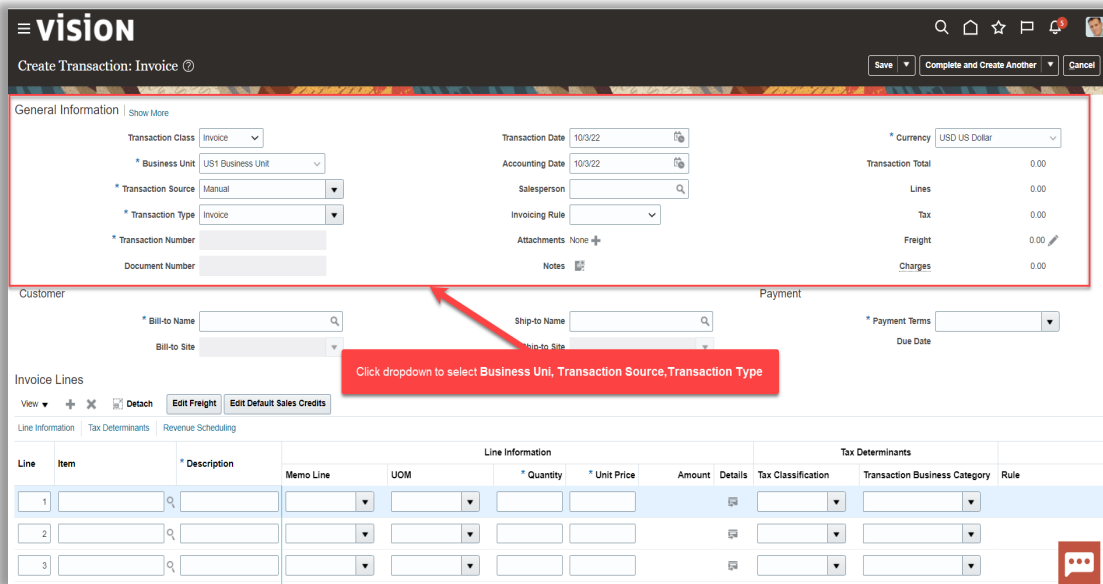 vision
5
Create Transaction: Invoice ?
Save
Complete and Create Another
Cancel
General Information
Show More
Transaction Class Invoice
Transaction Date 10/3/22
* Currency USD US Dollar
* Business Unit US1 Business Unit
Accounting Date 10/3/22
Transaction Total 0.00
* Transaction Source Manual
Salesperson
Lines 0.00
* Transaction Type Invoice
Invoicing Rule
Tax 0.00
* Transaction Number
Attachments None
Freight 0.00
Document Number
Notes
Charges 0.00
Customer
Payment
* Bill-to Name
Ship-to Name
* Payment Terms
Bill-to Site
Ship-to Site
Due Date
Click dropdown to select Business Uni, Transaction Source,Transaction Type
Invoice Lines
View
Detach
Edit Freight
Edit Default Sales Credits
Line Information
Tax Determinants
Revenue Scheduling
Line
Item
* Description
Line Information
Tax Determinants
Memo Line
UOM
* Quantity
* Unit Price
Amount
Details
Tax Classification
Transaction Business Category
Rule
1
2
3